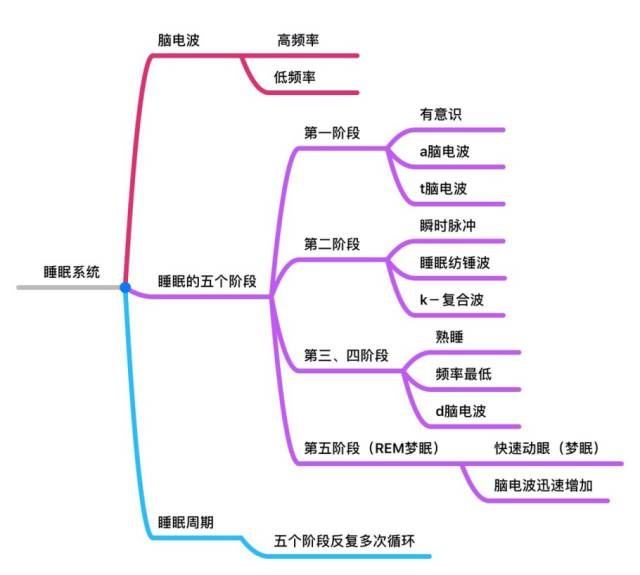 脑电波
高频率
低频率
第一阶段
有意识
a脑电波
t脑电波
第二阶段
瞬时脉冲
睡眠纺锤波
k－复合波
睡眠系统
睡眠的五个阶段
第三、四阶段
熟睡
频率最低
d脑电波
第五阶段（REM梦眠）
快速动眼（梦眠）
脑电波迅速增加
睡眠周期
五个阶段反复多次循环